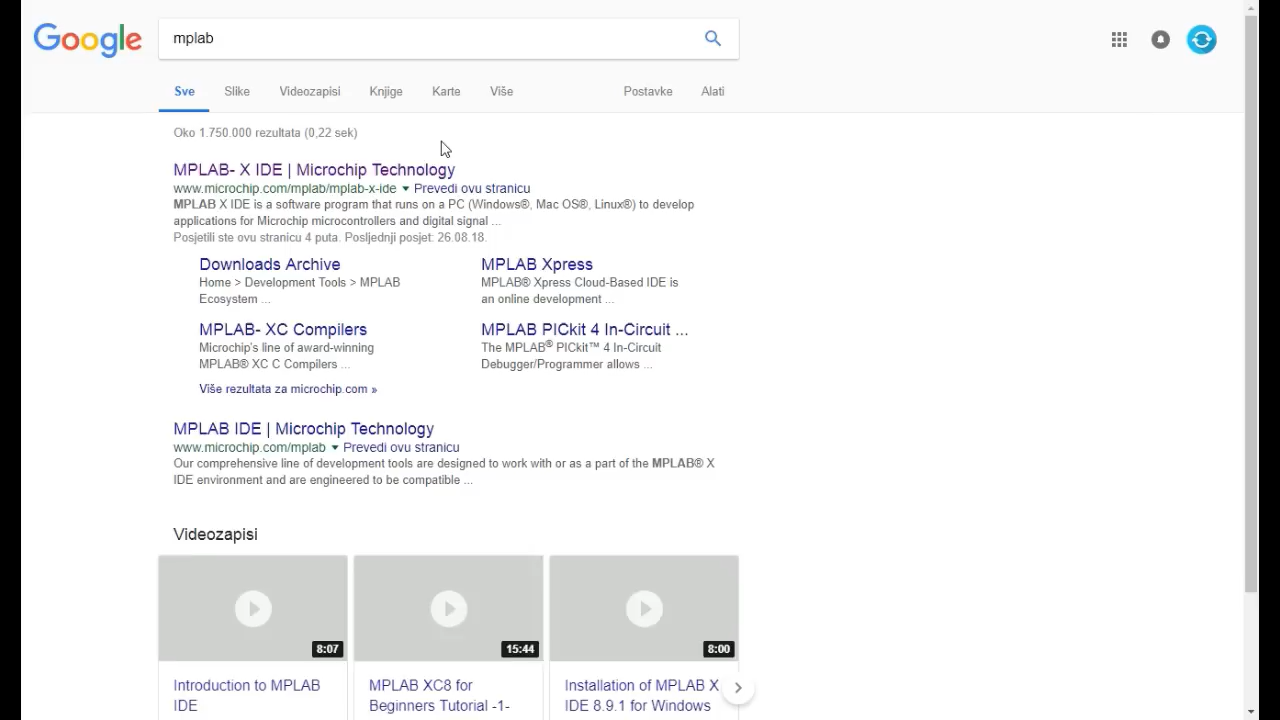 Google
mplab
Sve Slike Videozapisi Knjige Karte Više Postavke Alati
Oko 1.750.000 rezultata (0,22 sek)
MPLAB- X IDE | Microchip Technology
www.microchip.com/mplab/mplab-x-ide ▼ Prevedi ovu stranicu
MPLAB X IDE is a software program that runs on a PC (Windows®, Mac OS®, Linux®) to develop
applications for Microchip microcontrollers and digital signal ...
Posjetili ste ovu stranicu 4 puta. Posljednji posjet: 26.08.18.
Downloads Archive
Home > Development Tools > MPLAB
Ecosystem ...
MPLAB Xpress
MPLAB® Xpress Cloud-Based IDE is
an online development ...
MPLAB- XC Compilers
Microchip's line of award-winning
MPLAB® XC C Compilers ...
MPLAB PICkit 4 In-Circuit ...
The MPLAB® PICkit™ 4 In-Circuit
Debugger/Programmer allows ...
Više rezultata za microchip.com »
MPLAB IDE | Microchip Technology
www.microchip.com/mplab ▼ Prevedi ovu stranicu
Our comprehensive line of development tools are designed to work with or as a part of the MPLAB® X
IDE environment and are engineered to be compatible ...
Videozapisi
8:07
15:44
8:00
Introduction to MPLAB
IDE
MPLAB XC8 for
Beginners Tutorial -1-
Installation of MPLAB X
IDE 8.9.1 for Windows